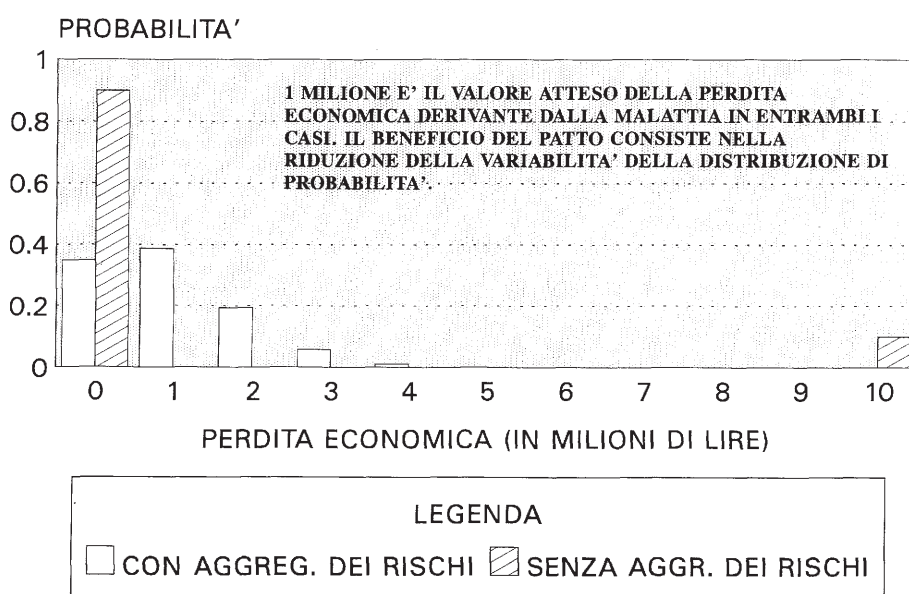 PROBABILITA'
1
0.8
0.6
0.4
0.2
0
1 MILIONE E' IL VALORE ATTESO DELLA PERDITA
ECONOMICA DERIVANTE DALLA MALATTIA IN ENTRAMBI I
CASI. IL BENEFICIO DEL PATTO CONSISTE NELLA
RIDUZIONE DELLA VARIABILITA' DELLA DISTRIBUZIONE DI
PROBABILITA'.
0 1 2 3 4 5 6 7 8 9 10
PERDITA ECONOMICA (IN MILIONI DI LIRE)
LEGENDA
CON AGGREG. DEI RISCHI SENZA AGGR. DEI RISCHI